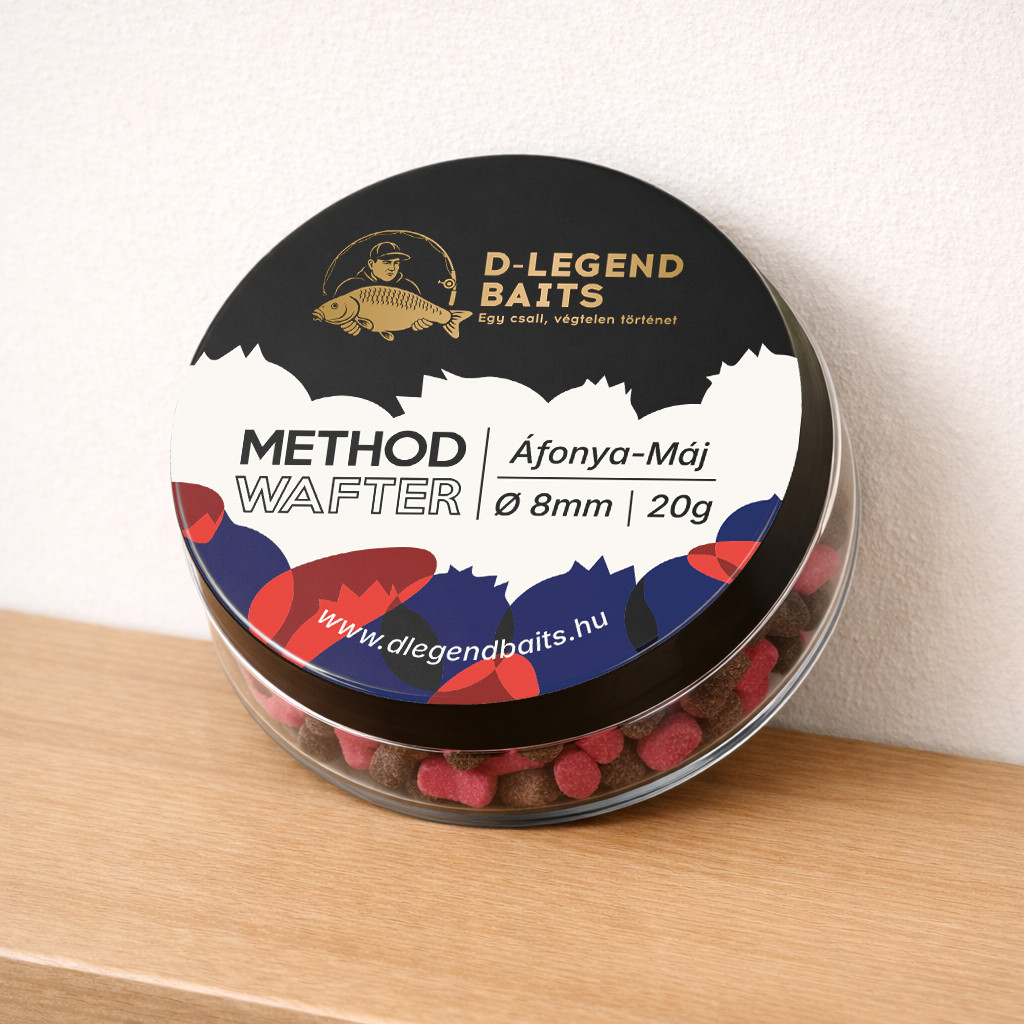 D-LEGEND
BAITS
Egy csali, végtelen történet
METHOD
WAFTER
Áfonya-Máj
Ø 8mm | 20g
www.dlegendbaits.hu